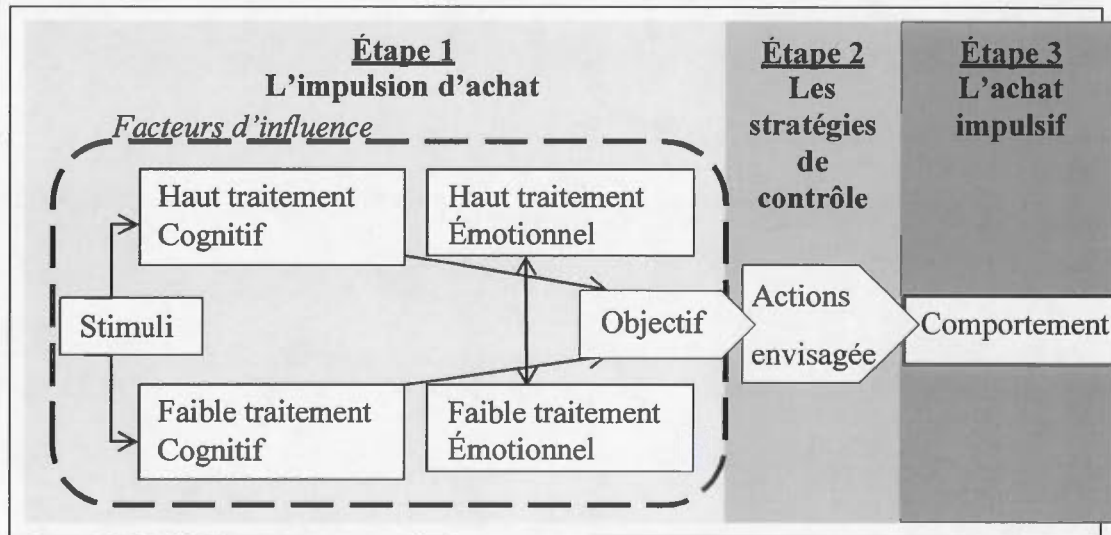 Étape 1
L'impulsion d'achat
Facteurs d'influence
Haut traitement
Cognitif
Haut traitement
Émotionnel
Stimuli
Objectif
Faible traitement
Cognitif
Faible traitement
Émotionnel
Étape 2
Les
stratégies
de
contrôle
Actions
envisagée
Étape 3
L'achat
impulsif
Comportement